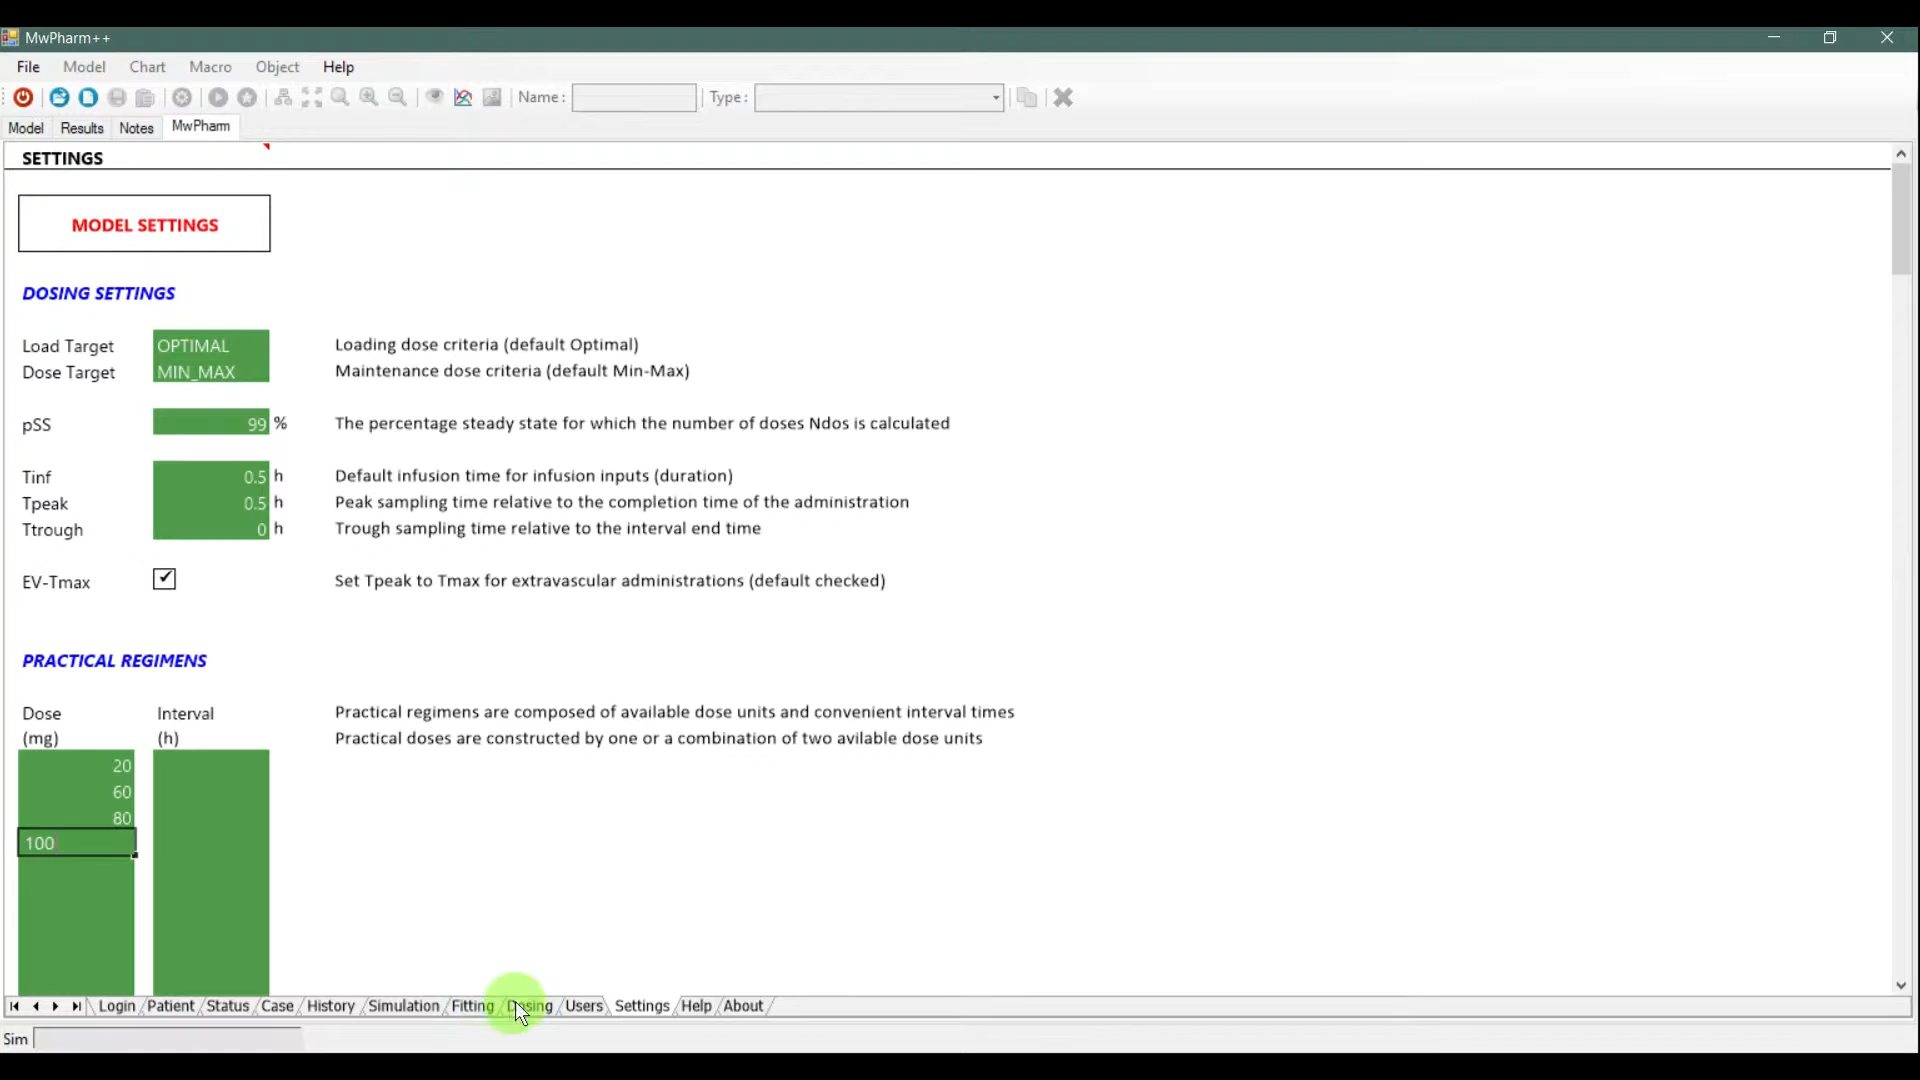 MwPharm++
File Model Chart Macro Object Help
Name: Type:
Model Results Notes MwPharm
SETTINGS
MODEL SETTINGS
DOSING SETTINGS
Load Target OPTIMAL Loading dose criteria (default Optimal)
Dose Target MIN_MAX Maintenance dose criteria (default Min-Max)
pSS 99 % The percentage steady state for which the number of doses Ndos is calculated
Tinf 0.5 h Default infusion time for infusion inputs (duration)
Tpeak 0.5 h Peak sampling time relative to the completion time of the administration
Ttrough 0 h Trough sampling time relative to the interval end time
EV-Tmax Set Tpeak to Tmax for extravascular administrations (default checked)
PRACTICAL REGIMENS
Dose Interval Practical regimens are composed of available dose units and convenient interval times
(mg) (h) Practical doses are constructed by one or a combination of two avilable dose units
20
60
80
100
Login Patient Status Case History Simulation Fitting Dosing Users Settings Help About
Sim